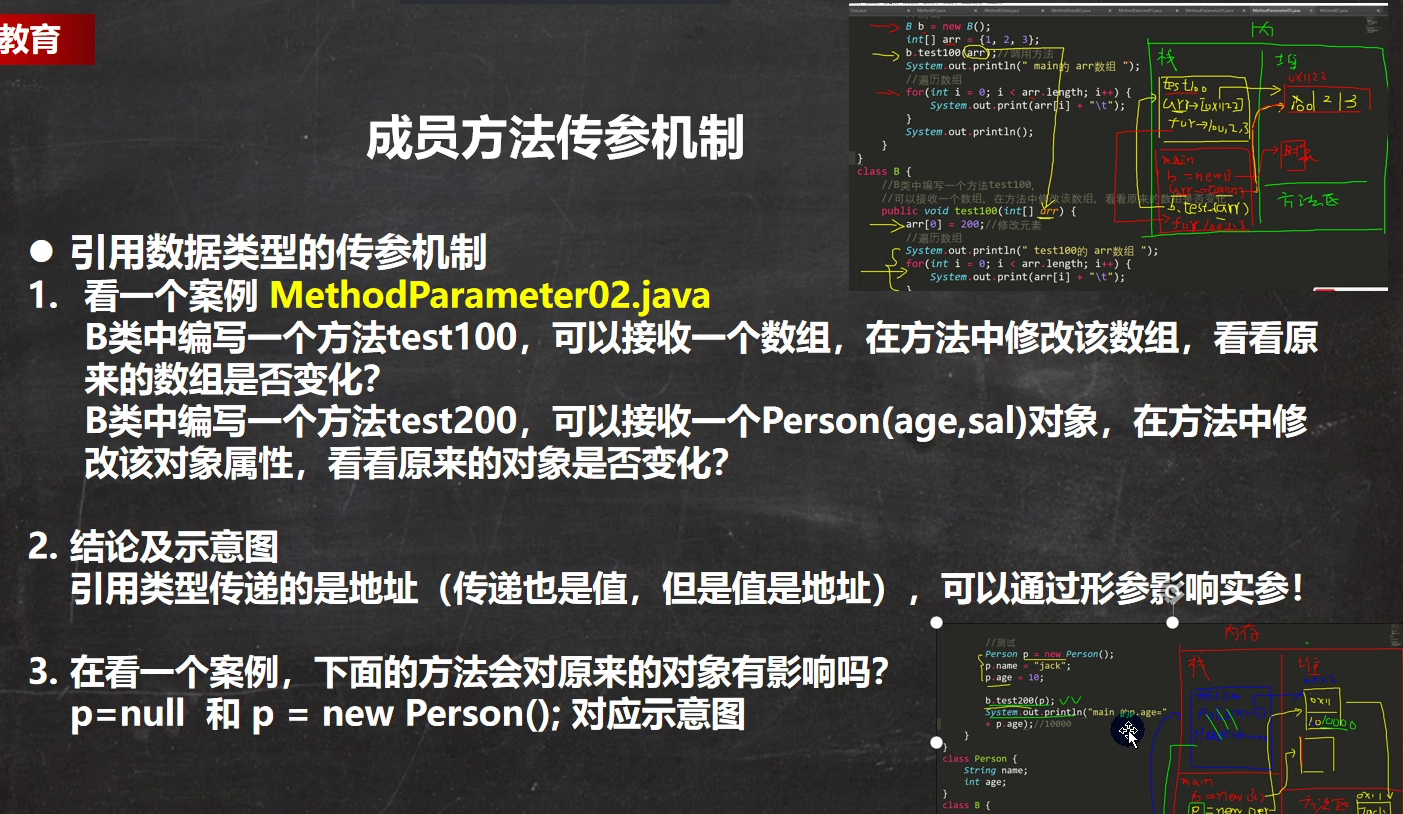 教育
成员方法传参机制
● 引用数据类型的传参机制
1. 看一个案例 MethodParameter02.java
B类中编写一个方法test100，可以接收一个数组，在方法中修改该数组，看看原
来的数组是否变化？
B类中编写一个方法test200，可以接收一个Person(age,sal)对象，在方法中修
改该对象属性，看看原来的对象是否变化？
2. 结论及示意图
引用类型传递的是地址（传递也是值，但是值是地址），可以通过形参影响实参！
3. 在看一个案例，下面的方法会对原来的对象有影响吗？
p=null 和 p = new Person(); 对应示意图
B b = new B();
int[] arr = {1, 2, 3};
b.test100(arr);//调用方法
System.out.println(" main的 arr数组 ");
//遍历数组
for(int i = 0; i < arr.length; i++) {
System.out.print(arr[i] + "\t");
}
System.out.println();
}
}
class B {
//B类中编写一个方法test100，
//可以接收一个数组，在方法中修改该数组，看看原来的数组是否变化
public void test100(int[] arr) {
arr[0] = 200;//修改元素
//遍历数组
System.out.println(" test100的 arr数组 ");
for(int i = 0; i < arr.length; i++) {
System.out.print(arr[i] + "\t");
}
栈
堆
test100
0x1122
arr→[0x1122]
2 3
main
b =newB
方法区
//测试
Person p = new Person();
p.name = "jack";
p.age = 10;
b.test200(p);
System.out.println("main 的p.age="
+ p.age);//10000
}
}
class Person {
String name;
int age;
}
class B {
内存
栈
堆
0x11
main
方法区
0x11
jack